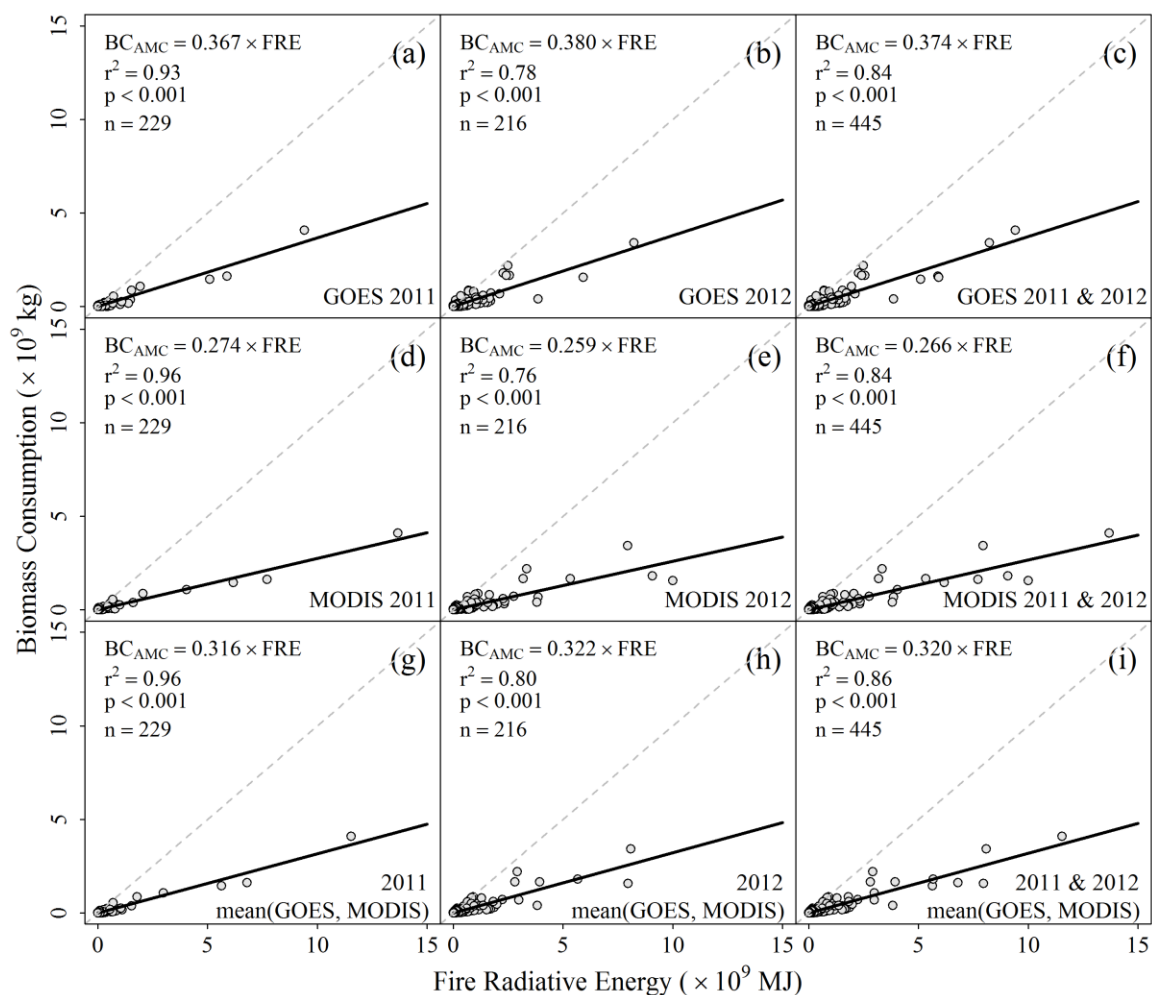 Biomass Consumption ( × 10⁹ kg)
15
10
5
0
BC_AMC = 0.367 × FRE
(a)
r² = 0.93
p < 0.001
n = 229
GOES 2011
BC_AMC = 0.380 × FRE
(b)
r² = 0.78
p < 0.001
n = 216
GOES 2012
BC_AMC = 0.374 × FRE
(c)
r² = 0.84
p < 0.001
n = 445
GOES 2011 & 2012
15
10
5
0
BC_AMC = 0.274 × FRE
(d)
r² = 0.96
p < 0.001
n = 229
MODIS 2011
BC_AMC = 0.259 × FRE
(e)
r² = 0.76
p < 0.001
n = 216
MODIS 2012
BC_AMC = 0.266 × FRE
(f)
r² = 0.84
p < 0.001
n = 445
MODIS 2011 & 2012
15
10
5
0
BC_AMC = 0.316 × FRE
(g)
r² = 0.96
p < 0.001
n = 229
2011
mean(GOES, MODIS)
BC_AMC = 0.322 × FRE
(h)
r² = 0.80
p < 0.001
n = 216
2012
mean(GOES, MODIS)
BC_AMC = 0.320 × FRE
(i)
r² = 0.86
p < 0.001
n = 445
2011 & 2012
mean(GOES, MODIS)
0 5 10 15
0 5 10 15
0 5 10 15
Fire Radiative Energy ( × 10⁹ MJ)